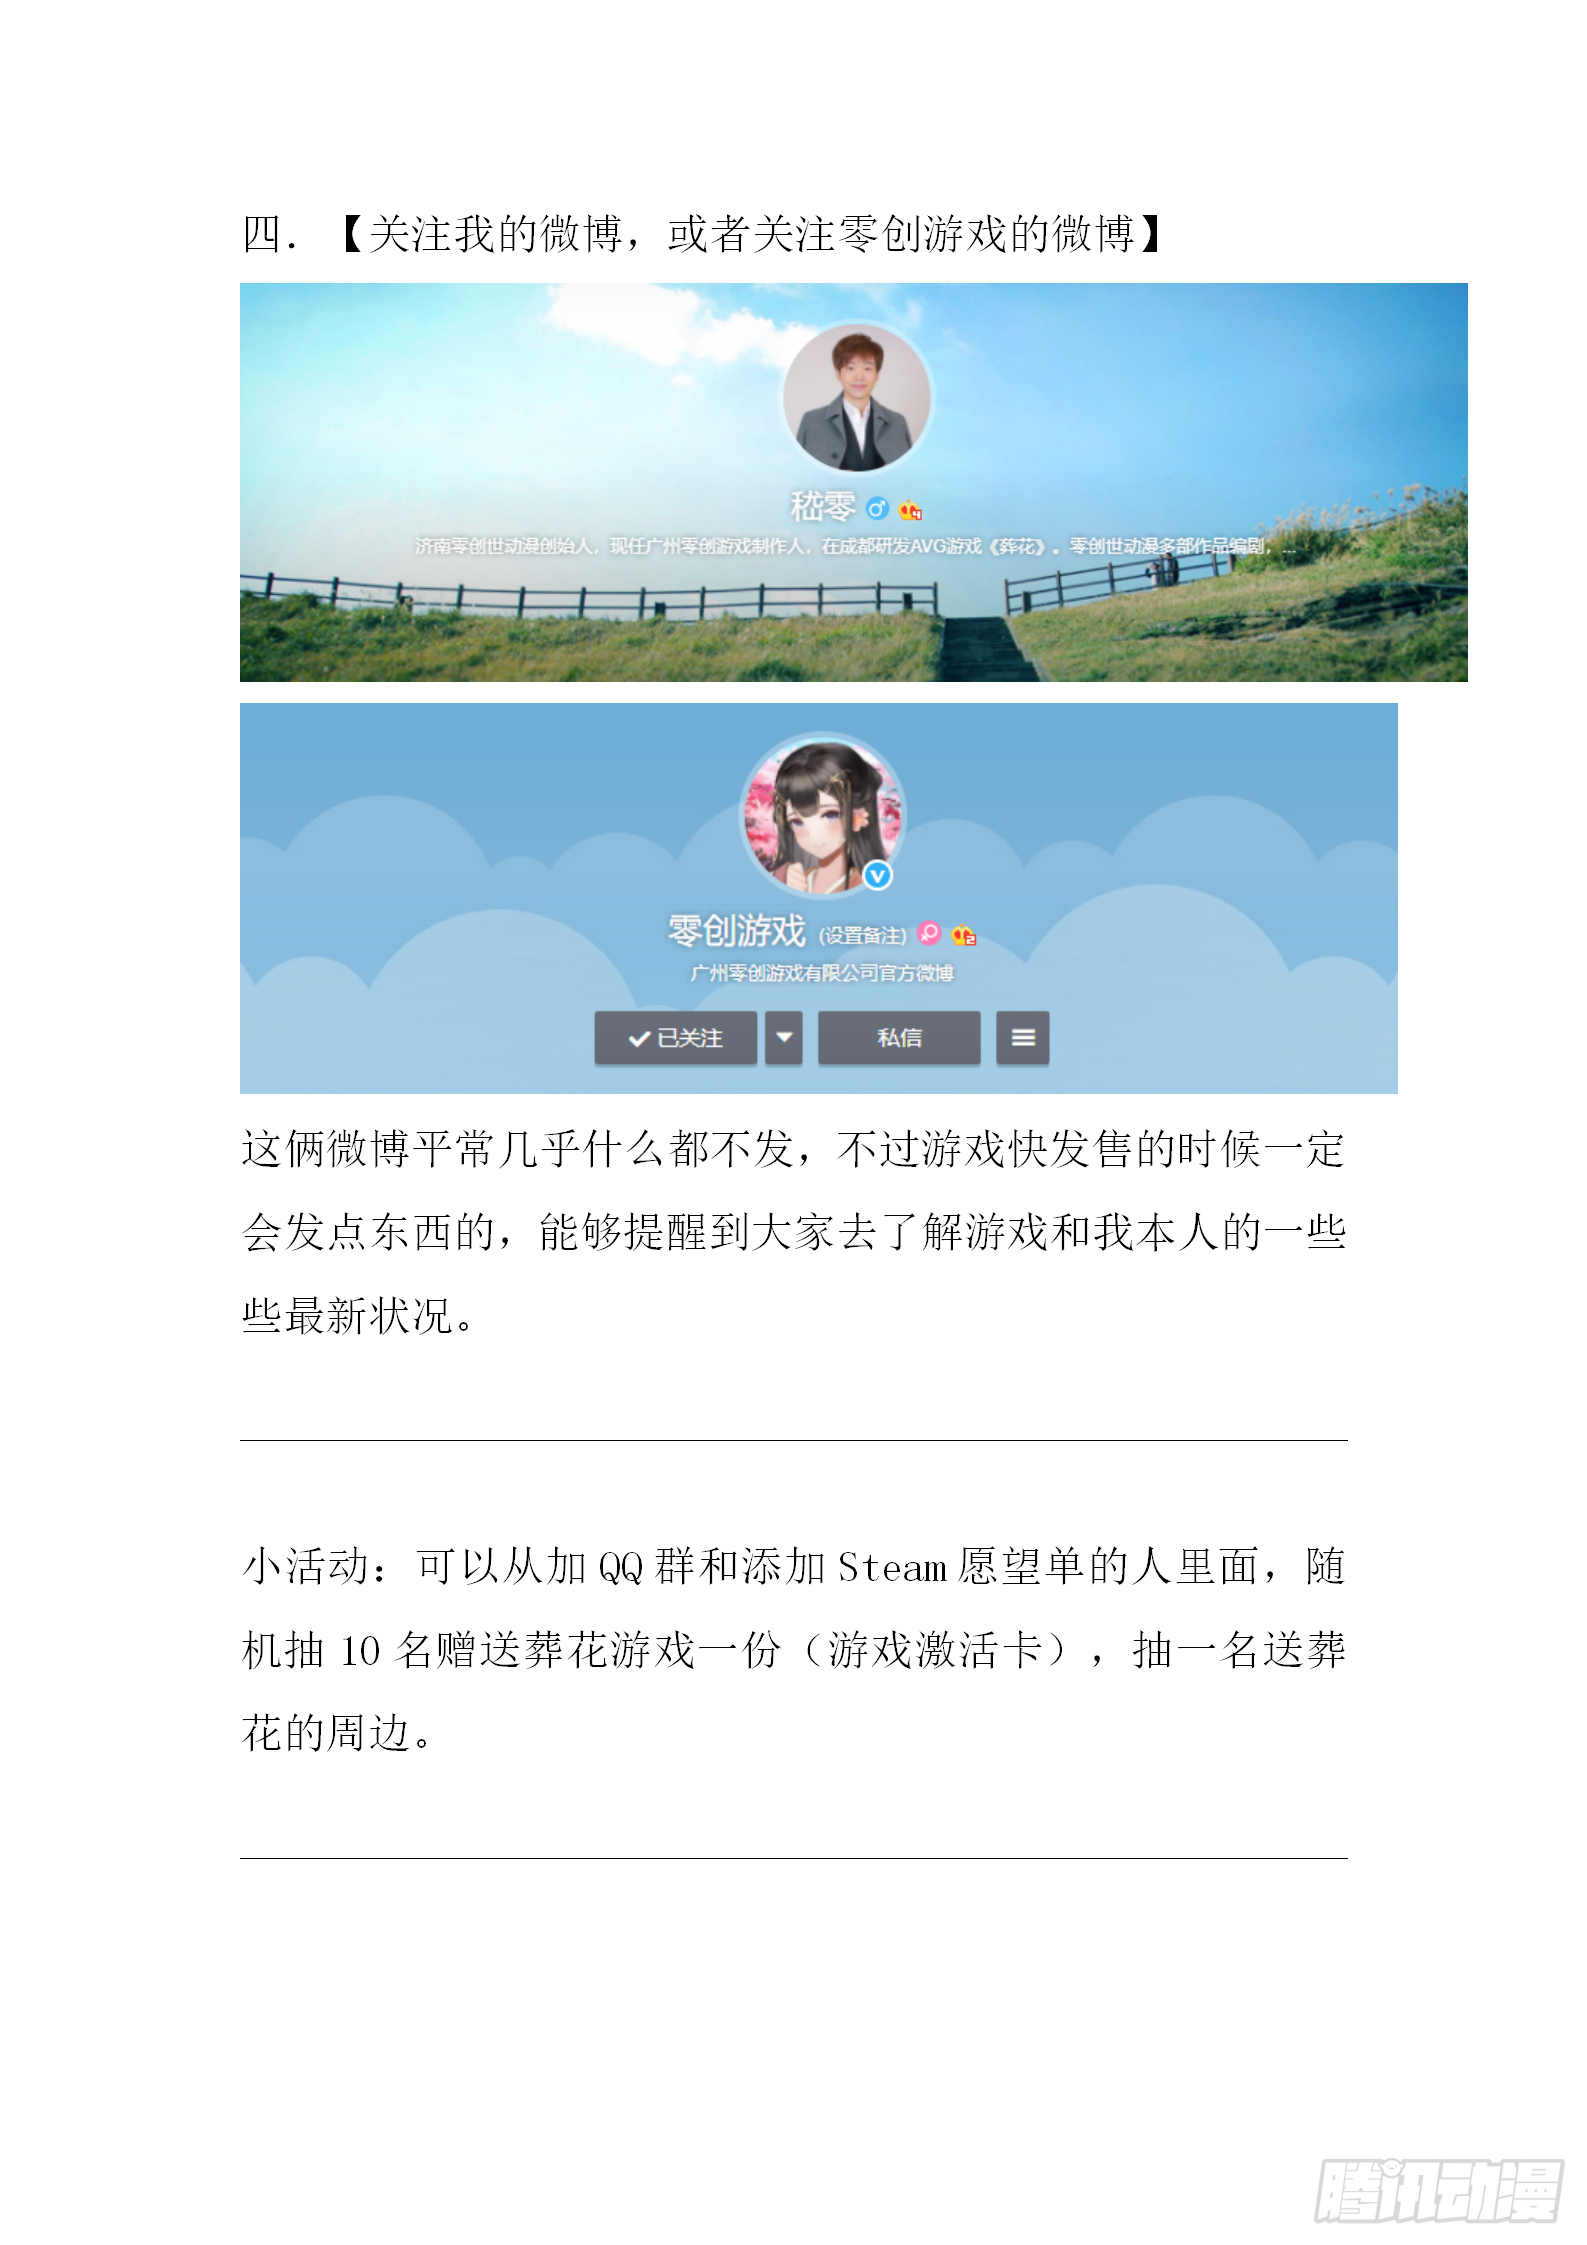 四. 【关注我的微博，或者关注零创游戏的微博】
嵇零
济南零创世动漫创始人，现任广州零创游戏制作人，在成都研发AVG游戏《葬花》。零创世动漫多部作品编剧，...
零创游戏 (设置备注)
广州零创游戏有限公司官方微博
已关注 私信
这俩微博平常几乎什么都不发，不过游戏快发售的时候一定
会发点东西的，能够提醒到大家去了解游戏和我本人的一些
些最新状况。
小活动：可以从加QQ群和添加Steam愿望单的人里面，随
机抽10名赠送葬花游戏一份（游戏激活卡），抽一名送葬
花的周边。
腾讯动漫